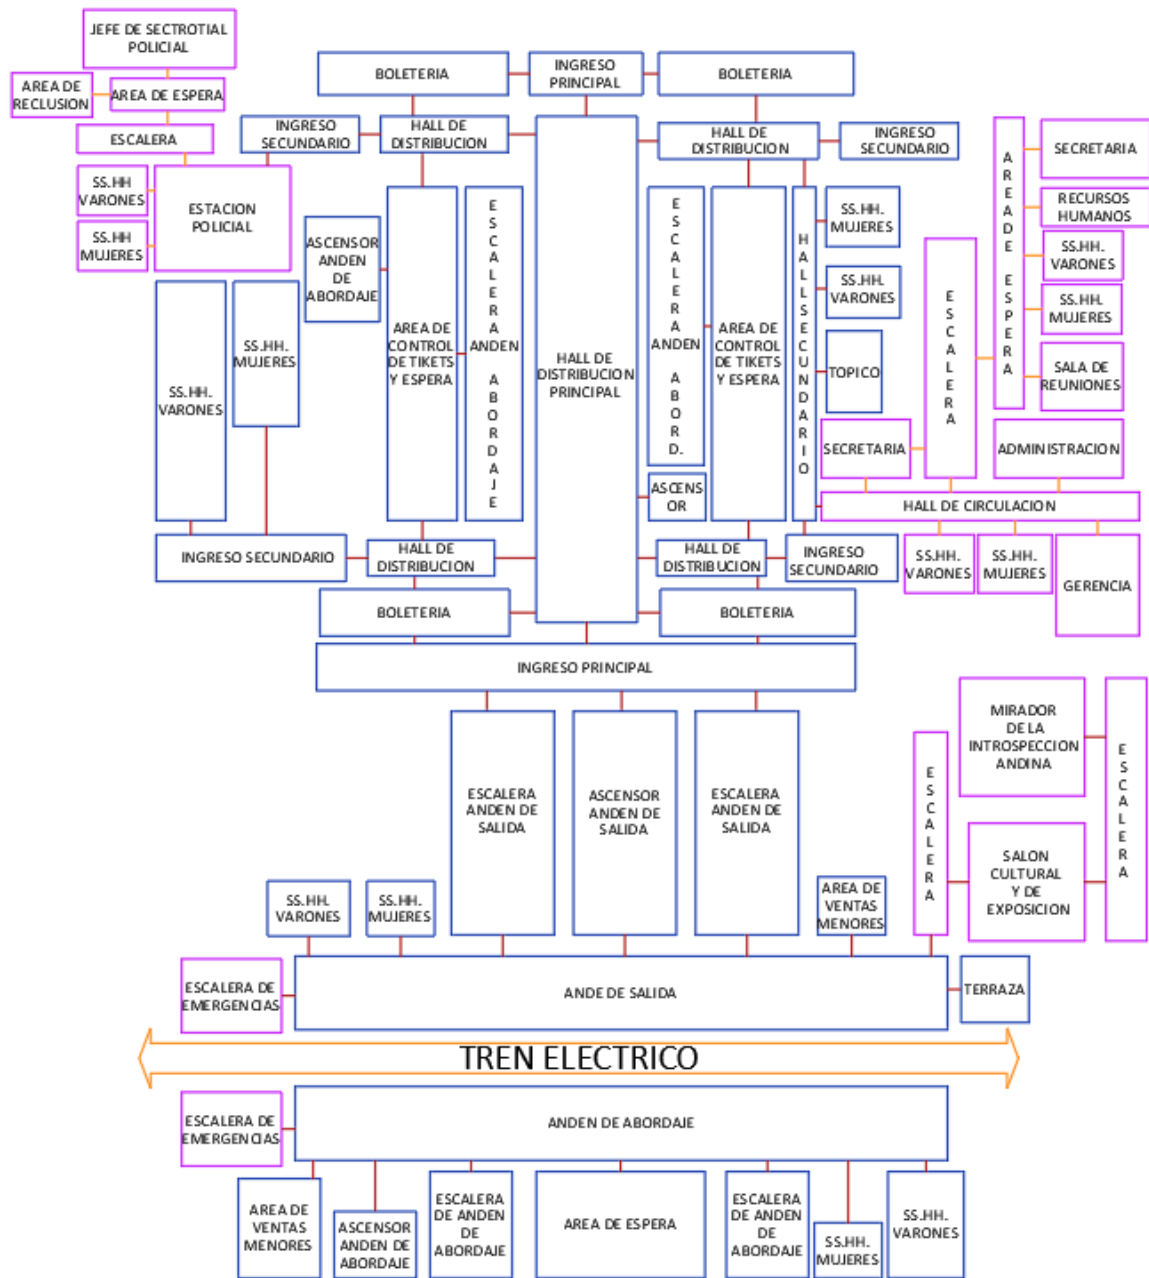 JEFE DE SECTROTIAL
POLICIAL
AREA DE
RECLUSION
AREA DE ESPERA
ESCALERA
SS.HH
VARONES
SS.HH
MUJERES
ESTACION
POLICIAL
BOLETERIA
INGRESO
PRINCIPAL
BOLETERIA
INGRESO
SECUNDARIO
HALL DE
DISTRIBUCION
HALL DE
DISTRIBUCION
INGRESO
SECUNDARIO
ASCENSOR
ANDEN
DE
ABORDAJE
AREA DE
CONTROL
DE TIKETS
Y ESPERA
ESCALERA ANDEN ABORDAJE
HALL DE
DISTRIBUCION
PRINCIPAL
ESCALERA ANDEN ABORD.
ASCENS
OR
AREA DE
CONTROL
DE TIKETS
Y ESPERA
HALL SECUNDARIO
SS.HH.
MUJERES
SS.HH.
VARONES
TOPICO
SS.HH.
VARONES
SS.HH.
MUJERES
ESCALERA
AREA DE ESPERA
SECRETARIA
RECURSOS
HUMANOS
SS.HH.
VARONES
SS.HH.
MUJERES
SALA DE
REUNIONES
SECRETARIA
ADMINISTRACION
HALL DE CIRCULACION
SS.HH.
VARONES
SS.HH.
MUJERES
GERENCIA
INGRESO SECUNDARIO
HALL DE
DISTRIBUCION
HALL DE
DISTRIBUCION
INGRESO
SECUNDARIO
BOLETERIA
BOLETERIA
INGRESO PRINCIPAL
ESCALERA
ANDEN DE
SALIDA
ASCENSOR
ANDEN DE
SALIDA
ESCALERA
ANDEN DE
SALIDA
ESCALERA
MIRADOR
DE LA
INTROSPECCION
ANDINA
ESCALERA
SALON
CULTURAL
Y DE
EXPOSICION
SS.HH.
VARONES
SS.HH.
MUJERES
AREA DE
VENTAS
MENORES
ESCALERA DE
EMERGENCIAS
ANDE DE SALIDA
TERRAZA
TREN ELECTRICO
ESCALERA DE
EMERGENCIAS
ANDEN DE ABORDAJE
AREA DE
VENTAS
MENORES
ASCENSOR
ANDEN DE
ABORDAJE
ESCALERA
DE ANDEN
DE
ABORDAJE
AREA DE ESPERA
ESCALERA
DE ANDEN
DE
ABORDAJE
SS.HH.
MUJERES
SS.HH.
VARONES